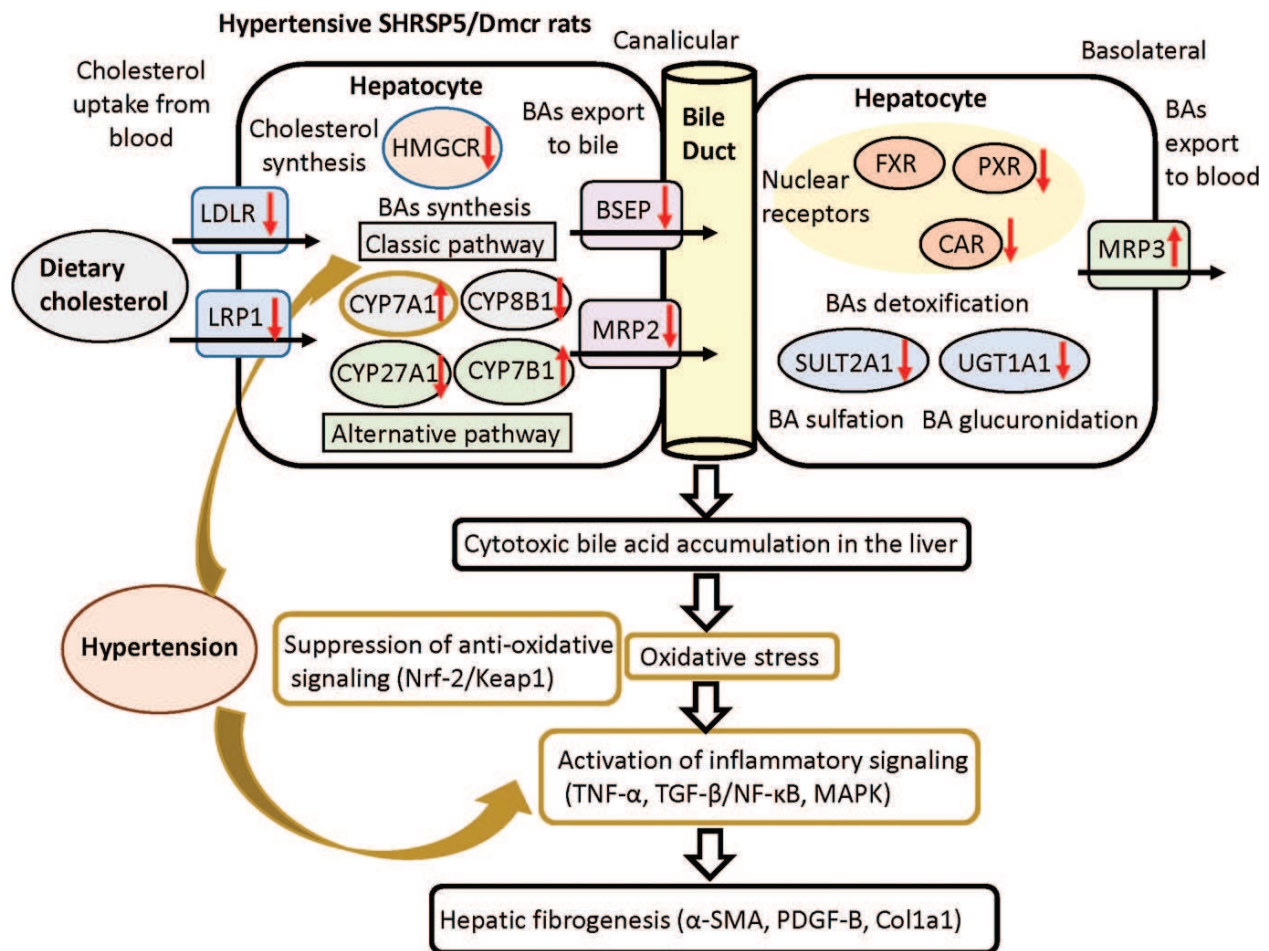 Hypertensive SHRSP5/Dmcr rats
Canalicular
Basolateral
Cholesterol
uptake from
blood
Hepatocyte
Cholesterol
synthesis
HMGCR
BAs export
to bile
LDLR
LRP1
Dietary
cholesterol
BAs synthesis
Classic pathway
CYP7A1
CYP8B1
CYP27A1
CYP7B1
Alternative pathway
BSEP
MRP2
Bile
Duct
Hepatocyte
FXR
PXR
Nuclear
receptors
CAR
BAs
export
to blood
MRP3
BAs detoxification
SULT2A1
UGT1A1
BA sulfation
BA glucuronidation
Cytotoxic bile acid accumulation in the liver
Hypertension
Suppression of anti-oxidative
signaling (Nrf-2/Keap1)
Oxidative stress
Activation of inflammatory signaling
(TNF-α, TGF-β/NF-κB, MAPK)
Hepatic fibrogenesis (α-SMA, PDGF-B, Col1a1)